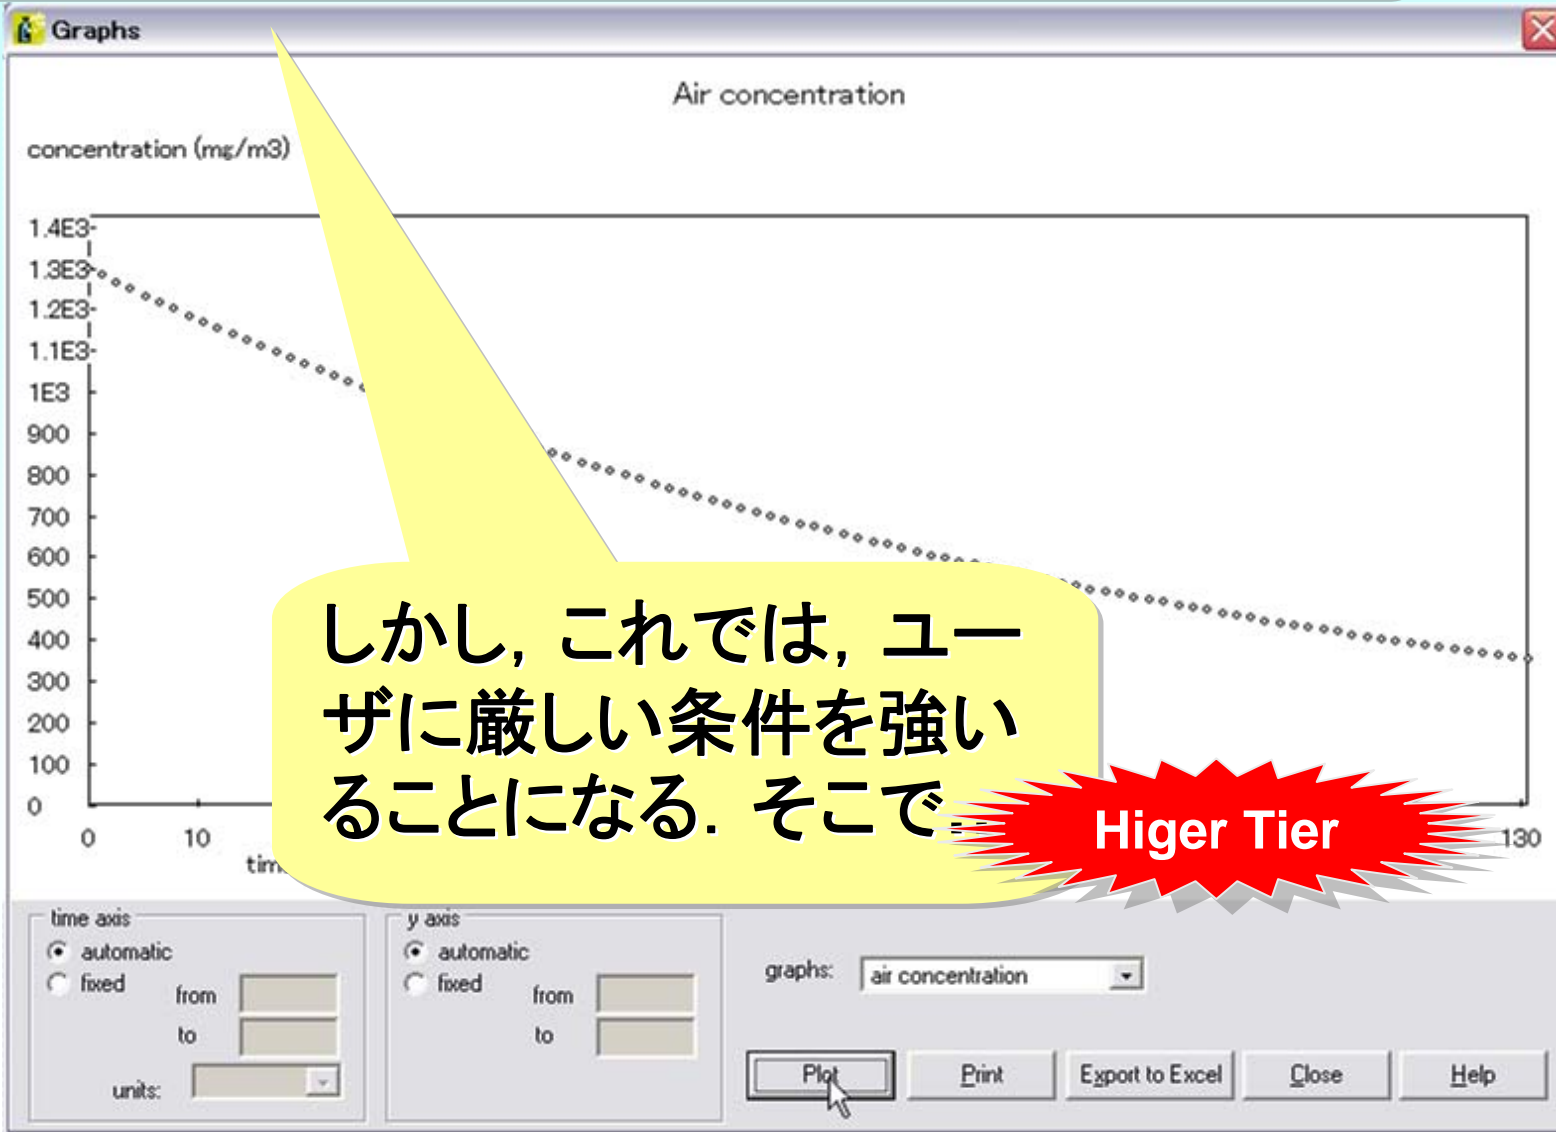 Graphs
Air concentration
concentration (mg/m3)
1.4E3
1.3E3
1.2E3
1.1E3
1E3
900
800
700
600
500
400
300
200
100
0
0 10 130
しかし, これでは, ユー
ザに厳しい条件を強い
ることになる. そこで...
Higer Tier
time axis
automatic
fixed
from
to
units:
y axis
automatic
fixed
from
to
graphs: air concentration
Plot Print Export to Excel Close Help